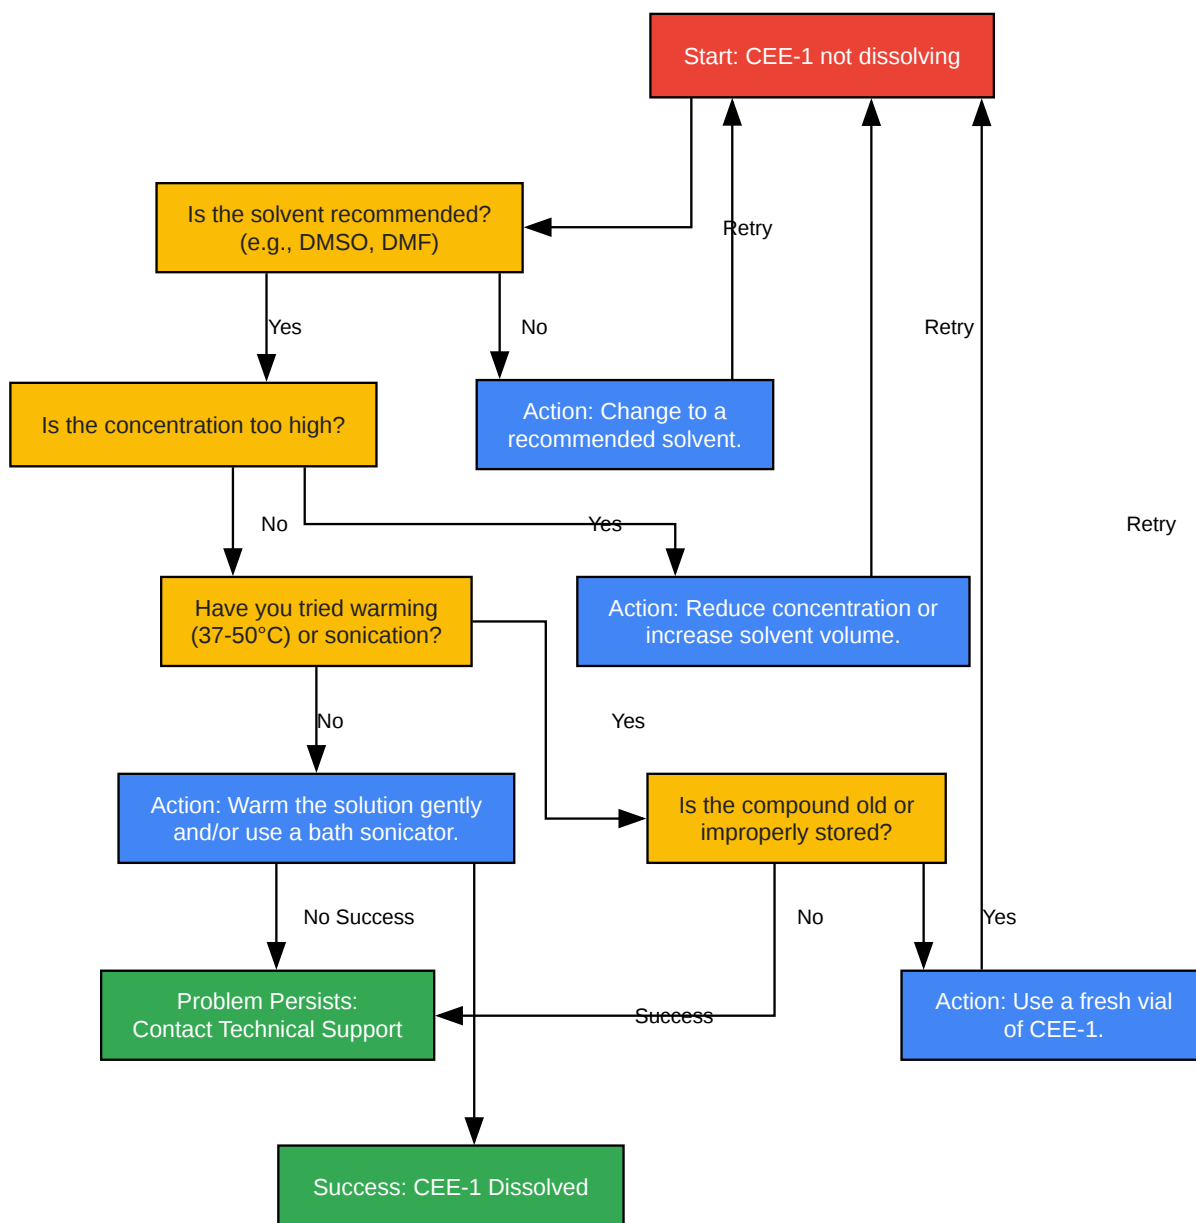 Start: CEE-1 not dissolving
Is the solvent recommended?
(e.g., DMSO, DMF)
Retry
Yes
No
Retry
Is the concentration too high?
Action: Change to a
recommended solvent.
No
Yes
Retry
Have you tried warming
(37-50°C) or sonication?
Action: Reduce concentration or
increase solvent volume.
No
Yes
Action: Warm the solution gently
and/or use a bath sonicator.
Is the compound old or
improperly stored?
No Success
No
Yes
Problem Persists:
Contact Technical Support
Success
Action: Use a fresh vial
of CEE-1.
Success: CEE-1 Dissolved